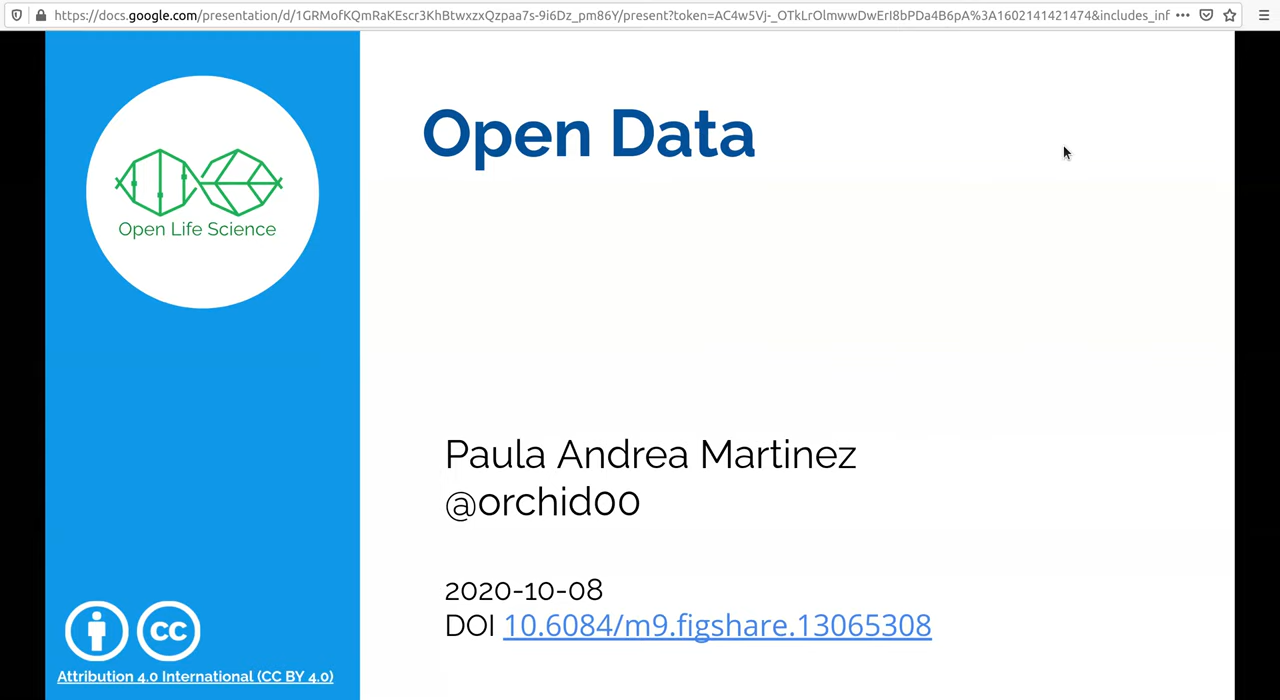 https://docs.google.com/presentation/d/1GRMofKQmRaKEscr3KhBtwxzxQzpaa7s-9i6Dz_pm86Y/present?token=AC4w5Vj-_OTkLrOlmwwDwErI8bPDa4B6pA%3A1602141421474&includes_inf
Open Life Science
Open Data
Paula Andrea Martinez
@orchid00
2020-10-08
DOI 10.6084/m9.figshare.13065308
cc
Attribution 4.0 International (CC BY 4.0)